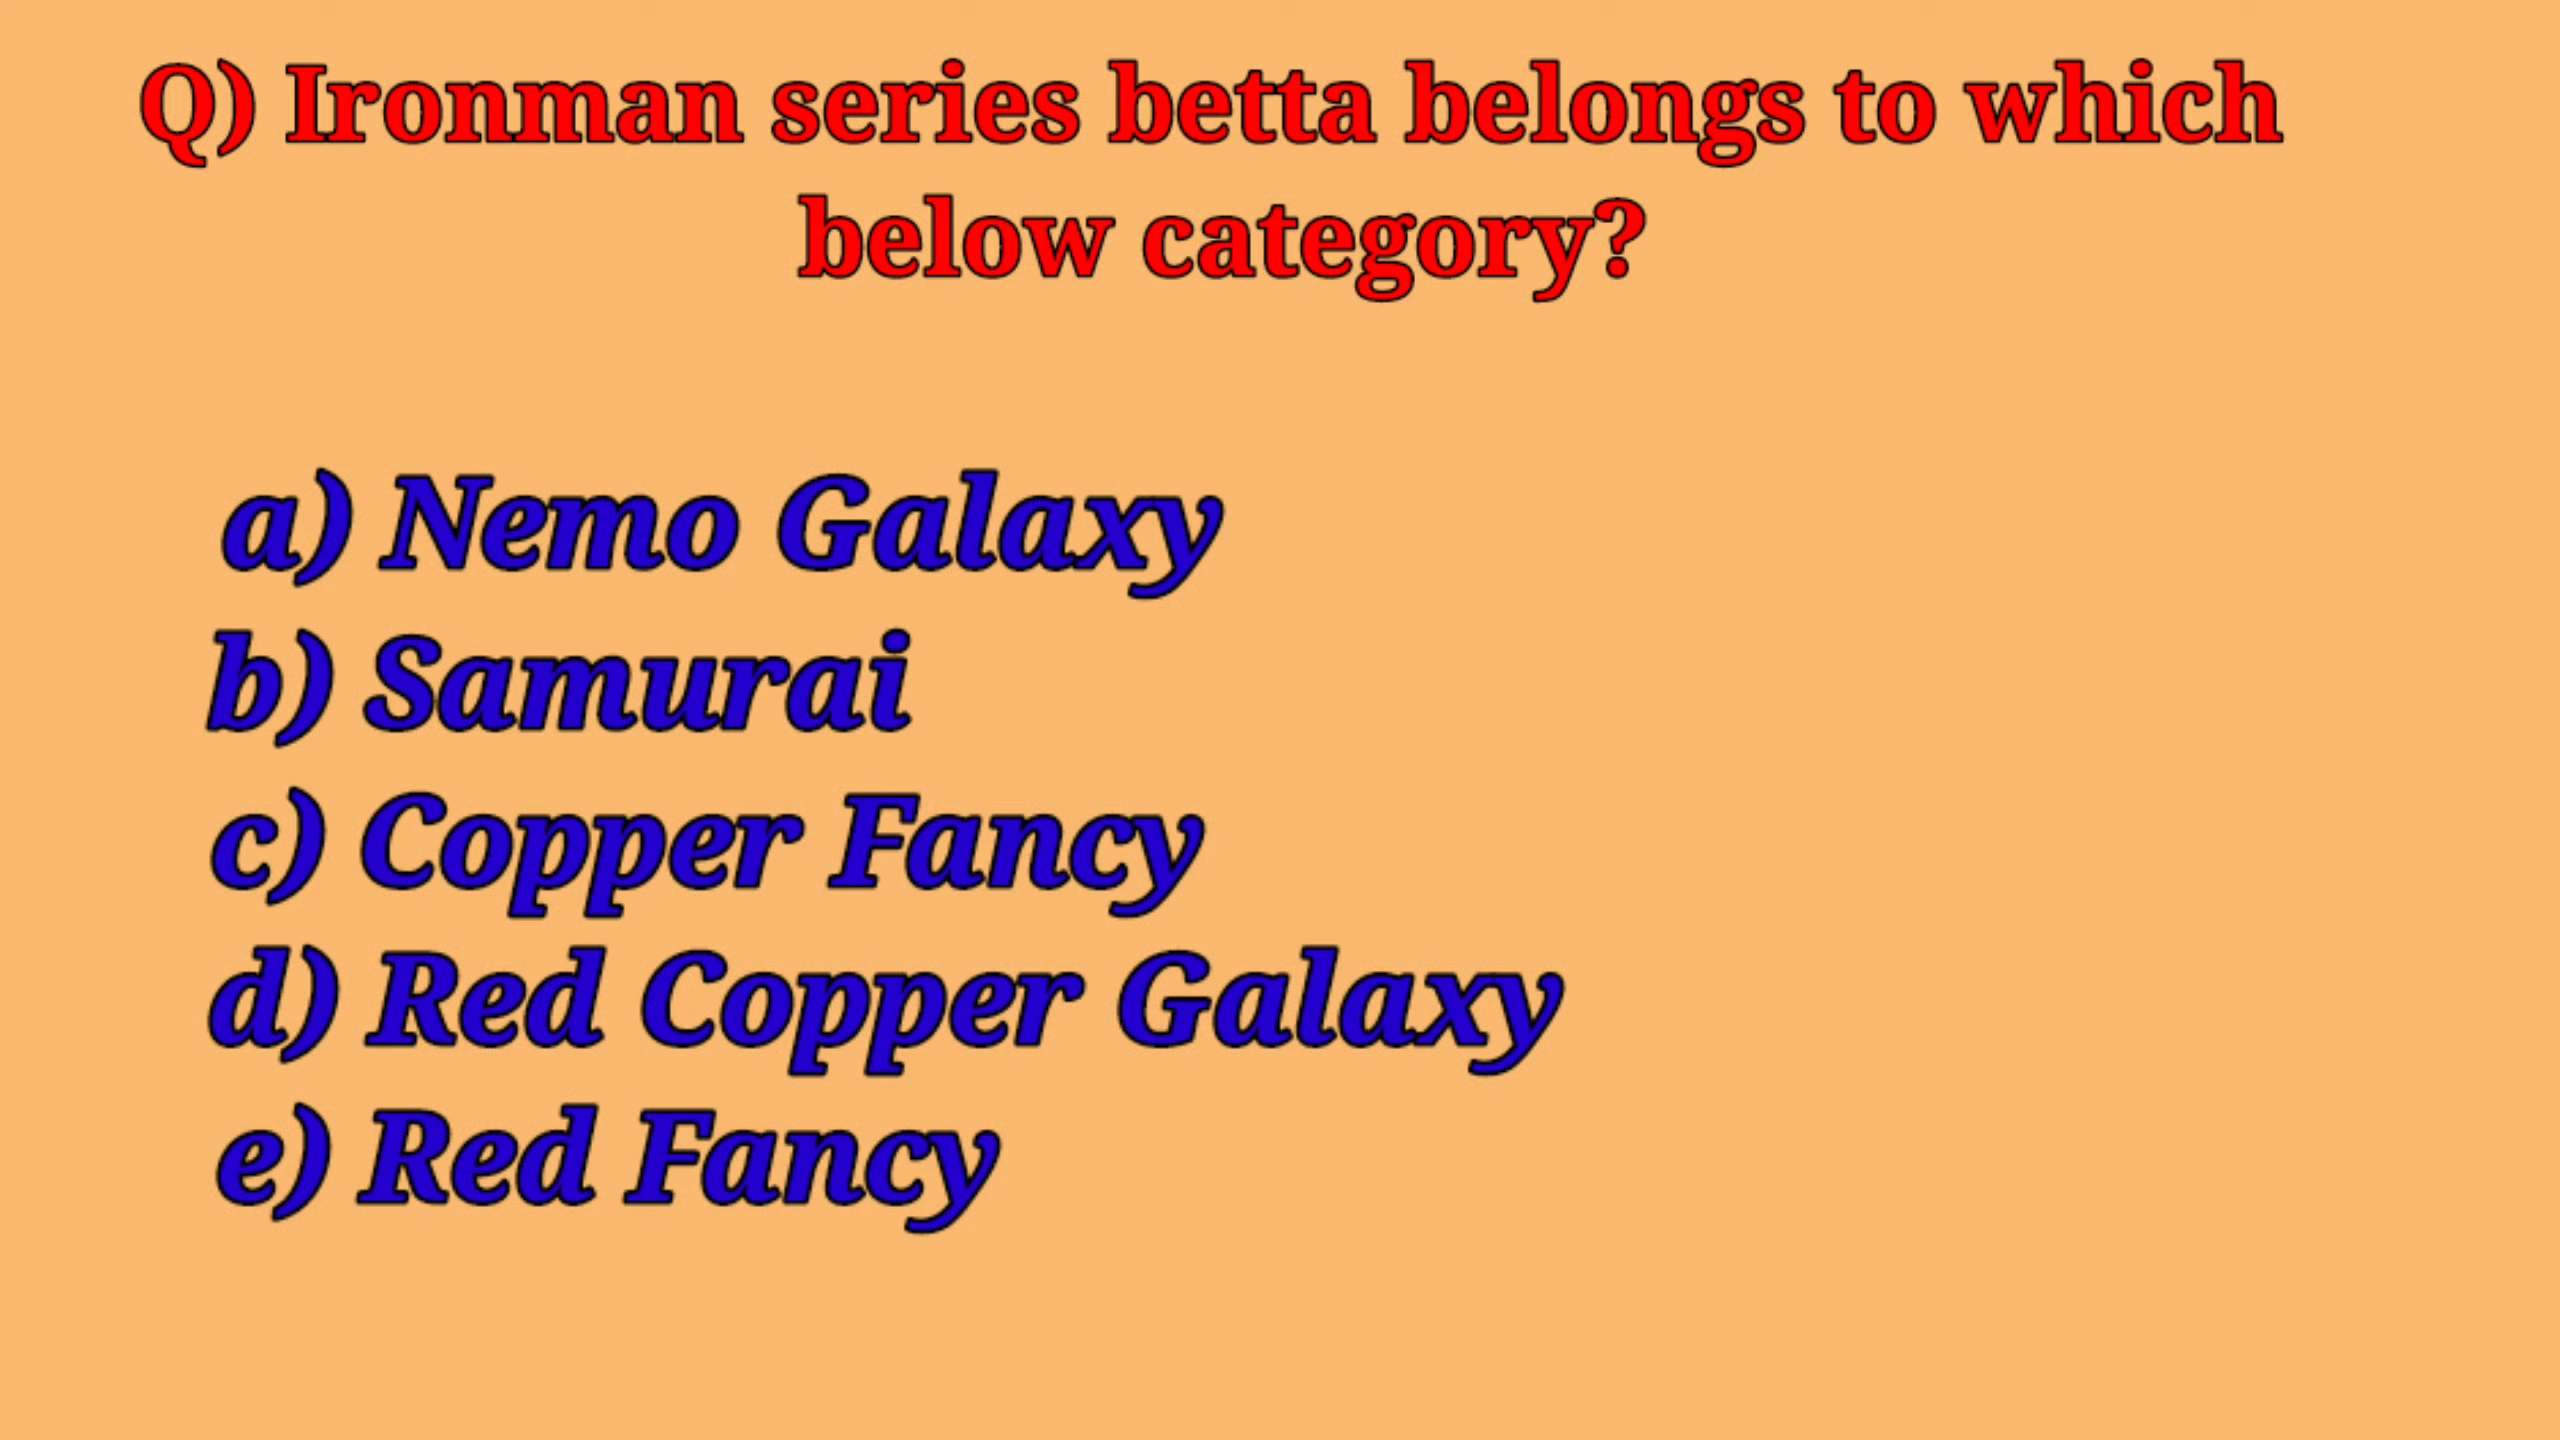 Q) Ironman series betta belongs to which
below category?
a) Nemo Galaxy
b) Samurai
c) Copper Fancy
d) Red Copper Galaxy
e) Red Fancy